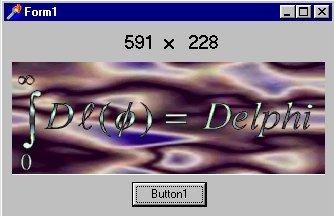 Form1
591 x 228
∞
∫ Dℓ(ϕ) = Delphi
0
Button1